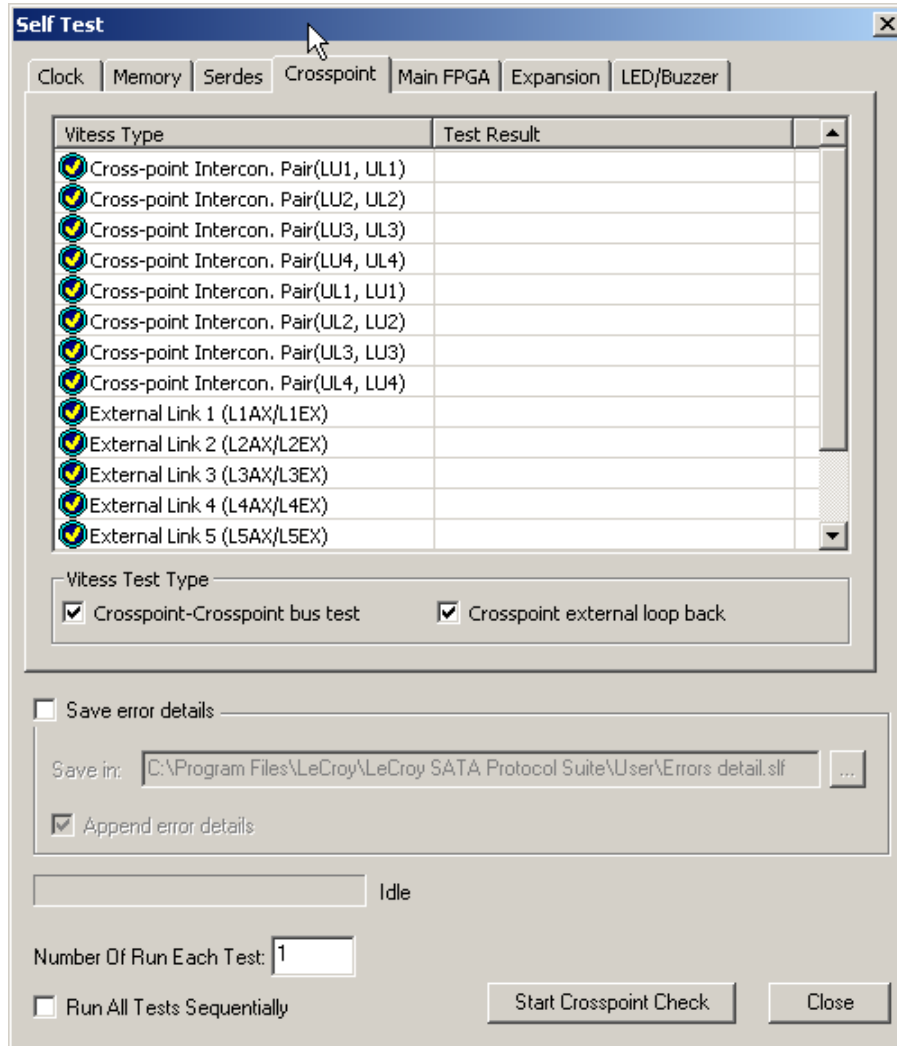 Self Test
Clock Memory Serdes Crosspoint Main FPGA Expansion LED/Buzzer
Vitess Type Test Result
Cross-point Intercon. Pair(LU1, UL1)
Cross-point Intercon. Pair(LU2, UL2)
Cross-point Intercon. Pair(LU3, UL3)
Cross-point Intercon. Pair(LU4, UL4)
Cross-point Intercon. Pair(UL1, LU1)
Cross-point Intercon. Pair(UL2, LU2)
Cross-point Intercon. Pair(UL3, LU3)
Cross-point Intercon. Pair(UL4, LU4)
External Link 1 (L1AX/L1EX)
External Link 2 (L2AX/L2EX)
External Link 3 (L3AX/L3EX)
External Link 4 (L4AX/L4EX)
External Link 5 (L5AX/L5EX)
Vitess Test Type
Crosspoint-Crosspoint bus test Crosspoint external loop back
Save error details
Save in: C:\Program Files\LeCroy\LeCroy SATA Protocol Suite\User\Errors detail.slf ...
Append error details
Idle
Number Of Run Each Test: 1
Run All Tests Sequentially Start Crosspoint Check Close